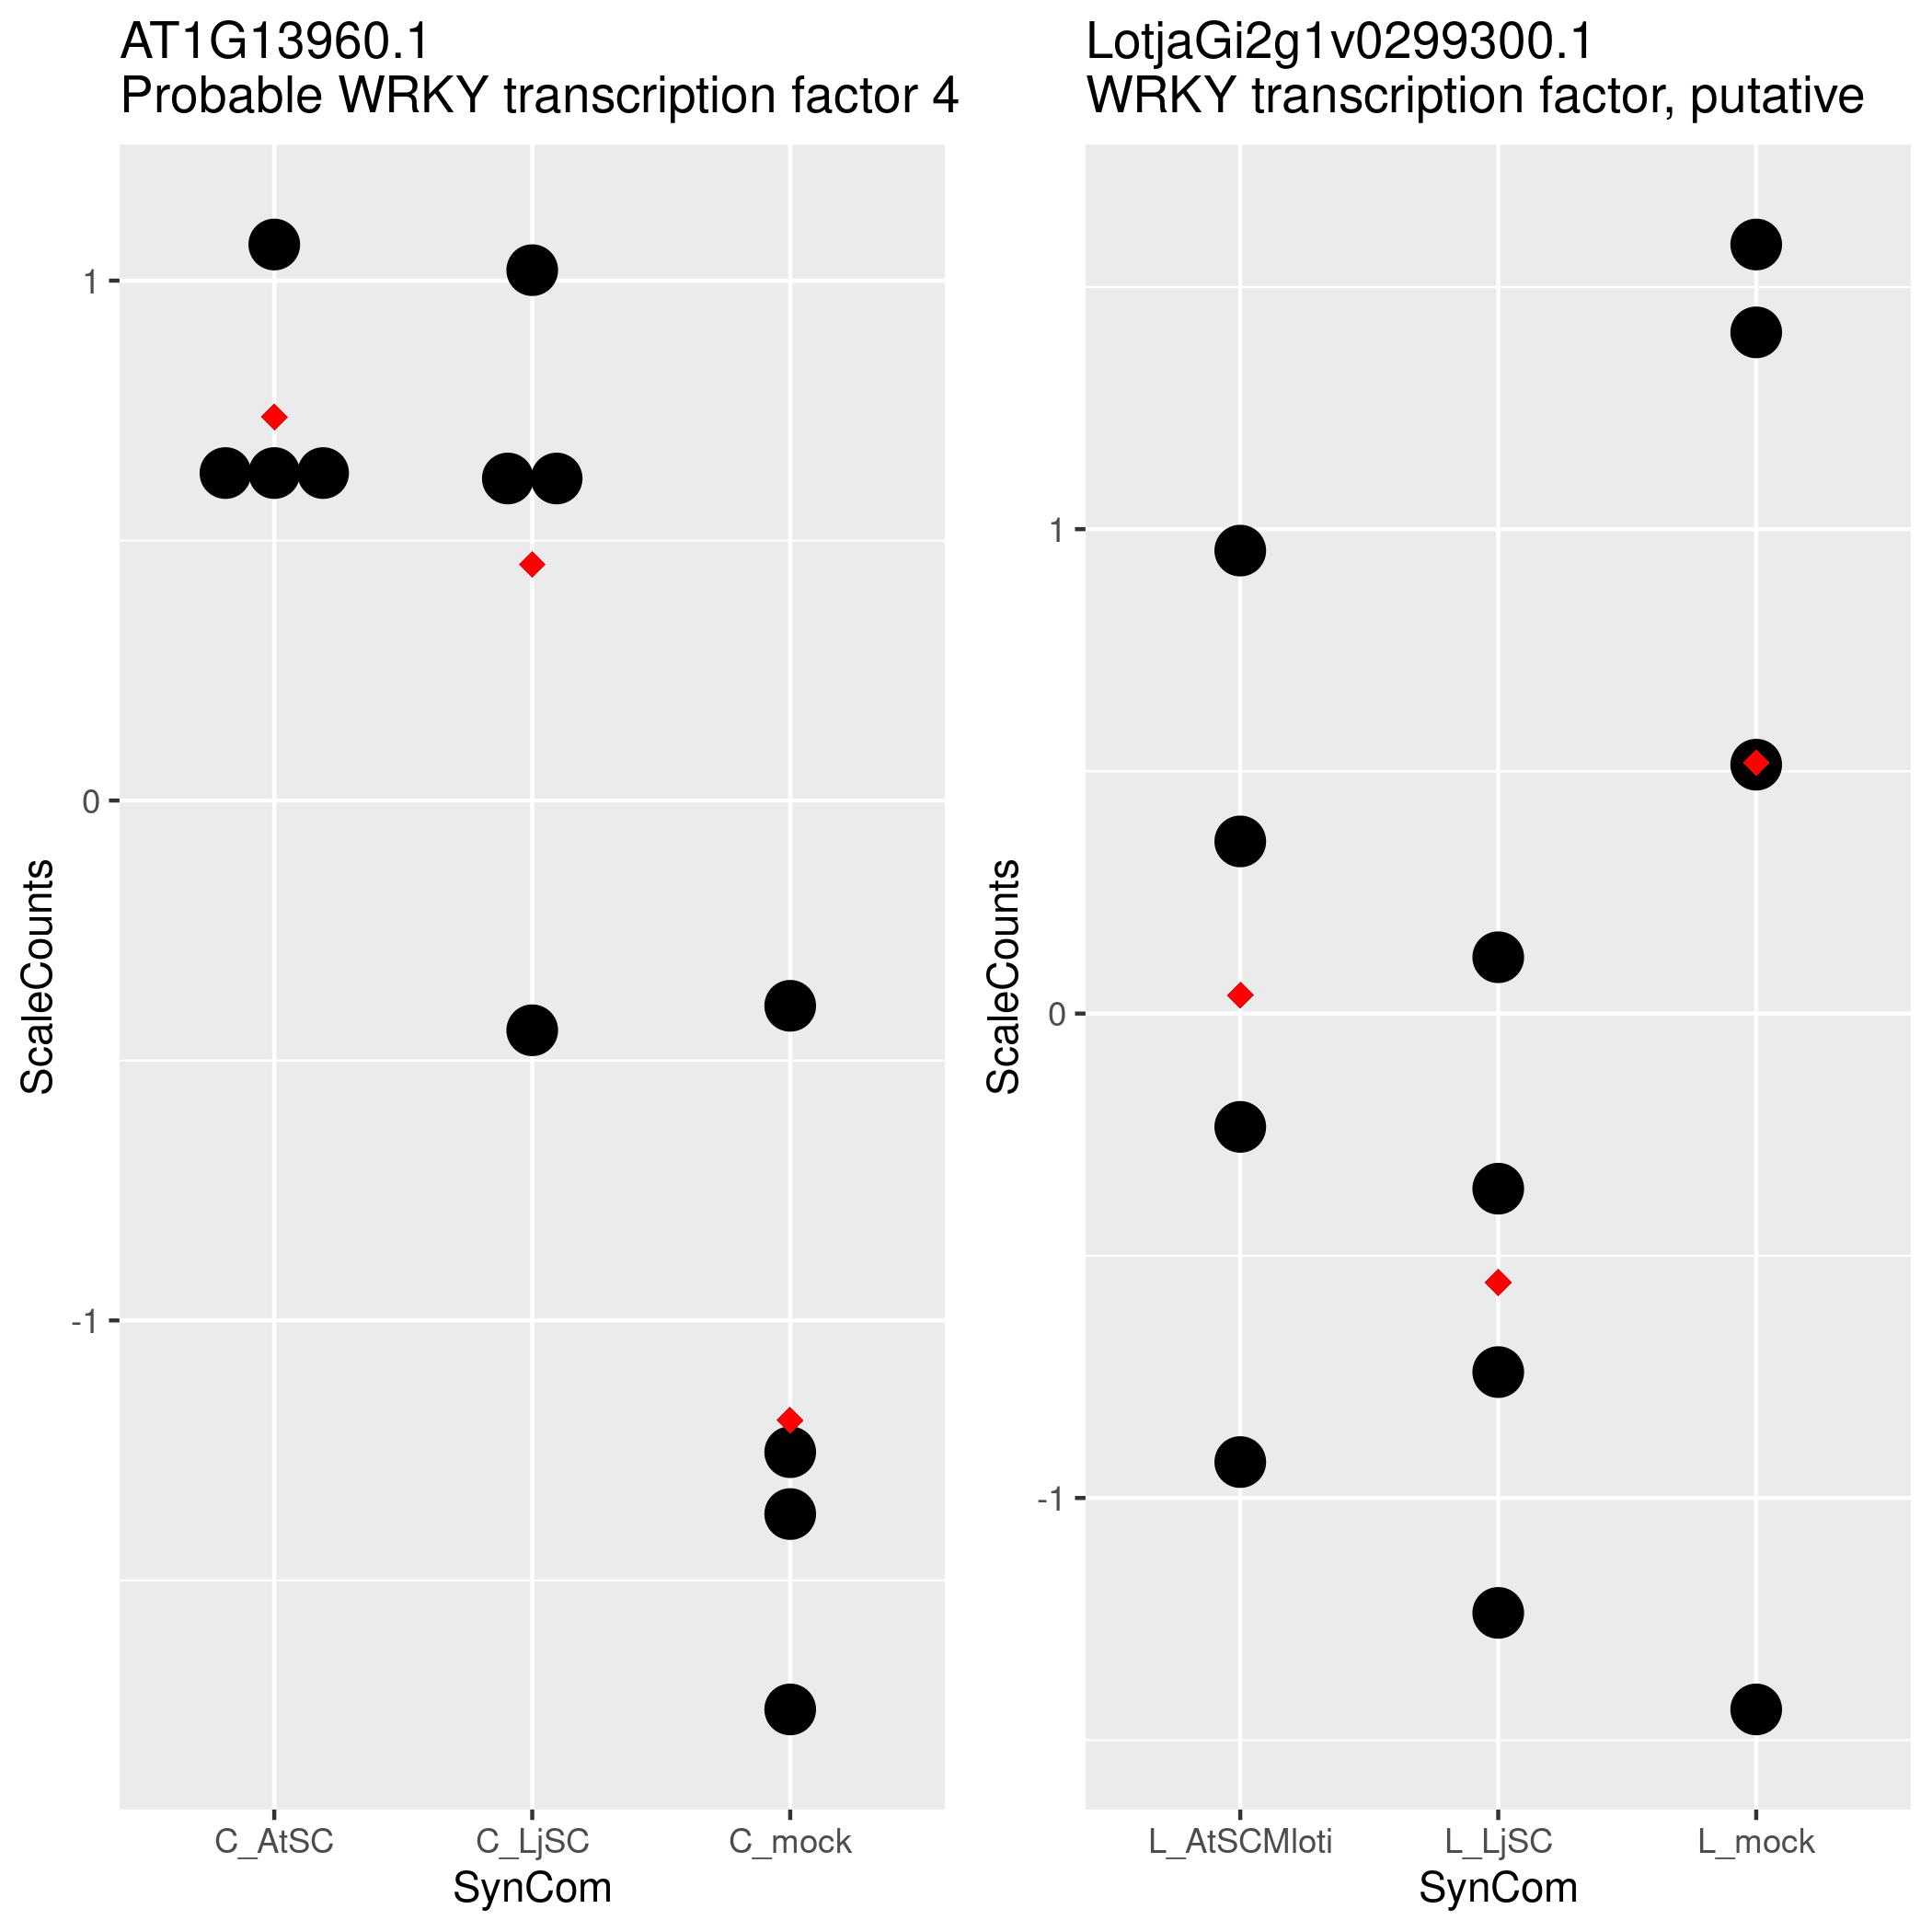 AT1G13960.1
Probable WRKY transcription factor 4
ScaleCounts
1
0
-1
C_AtSC
C_LjSC
C_mock
SynCom
LotjaGi2g1v0299300.1
WRKY transcription factor, putative
ScaleCounts
1
0
-1
L_AtSCMloti
L_LjSC
L_mock
SynCom